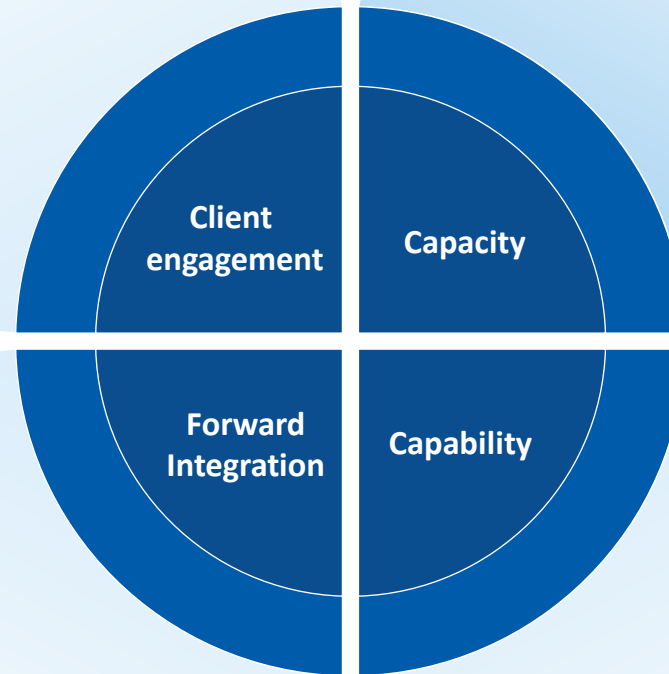 Client
engagement
Capacity
Forward
Integration
Capability